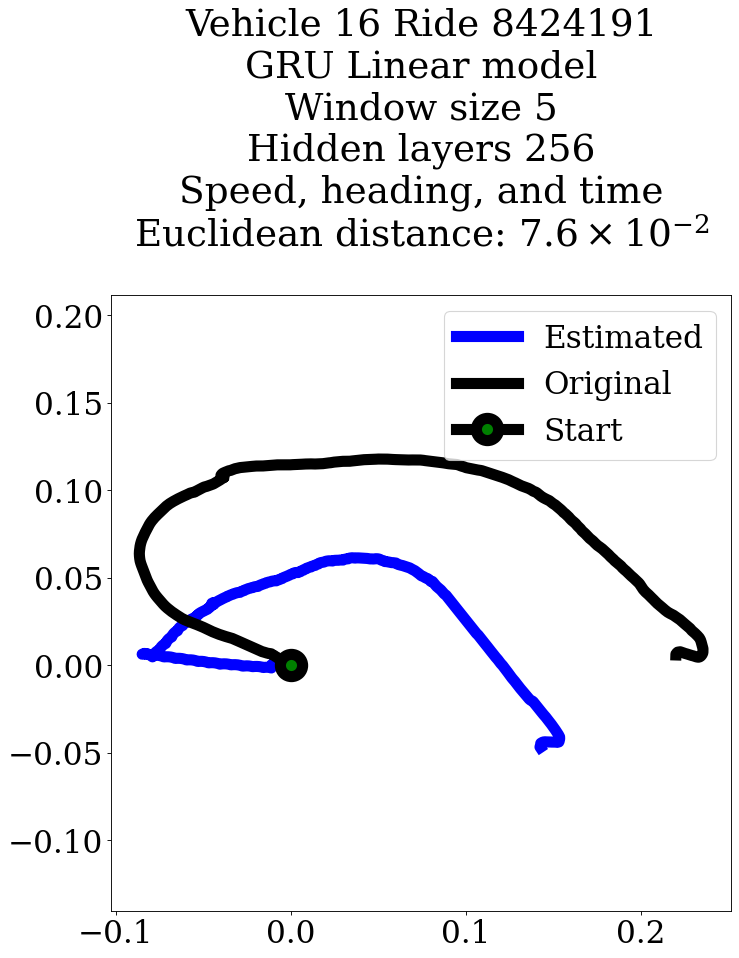 Vehicle 16 Ride 8424191
GRU Linear model
Window size 5
Hidden layers 256
Speed, heading, and time
Euclidean distance: 7.6 × 10⁻²
Estimated
Original
Start
0.20
0.15
0.10
0.05
0.00
−0.05
−0.10
−0.1 0.0 0.1 0.2